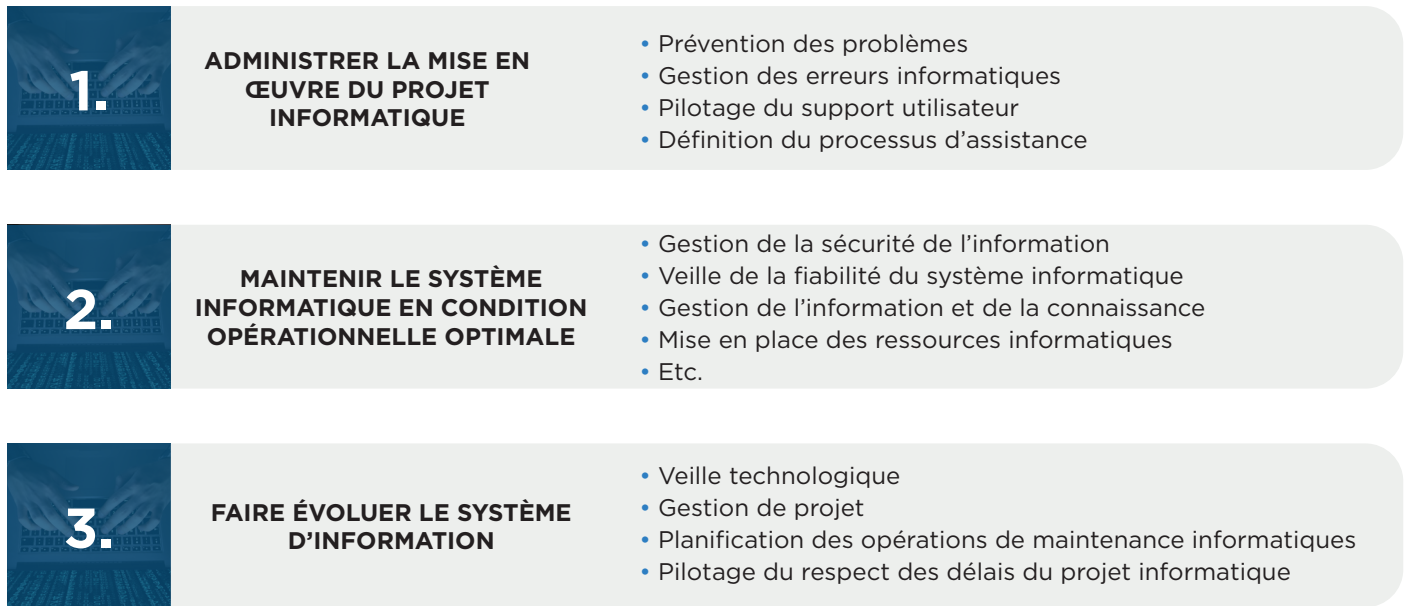 1.
ADMINISTRER LA MISE EN
ŒUVRE DU PROJET
INFORMATIQUE
• Prévention des problèmes
• Gestion des erreurs informatiques
• Pilotage du support utilisateur
• Définition du processus d’assistance
2.
MAINTENIR LE SYSTÈME
INFORMATIQUE EN CONDITION
OPÉRATIONNELLE OPTIMALE
• Gestion de la sécurité de l’information
• Veille de la fiabilité du système informatique
• Gestion de l’information et de la connaissance
• Mise en place des ressources informatiques
• Etc.
3.
FAIRE ÉVOLUER LE SYSTÈME
D’INFORMATION
• Veille technologique
• Gestion de projet
• Planification des opérations de maintenance informatiques
• Pilotage du respect des délais du projet informatique